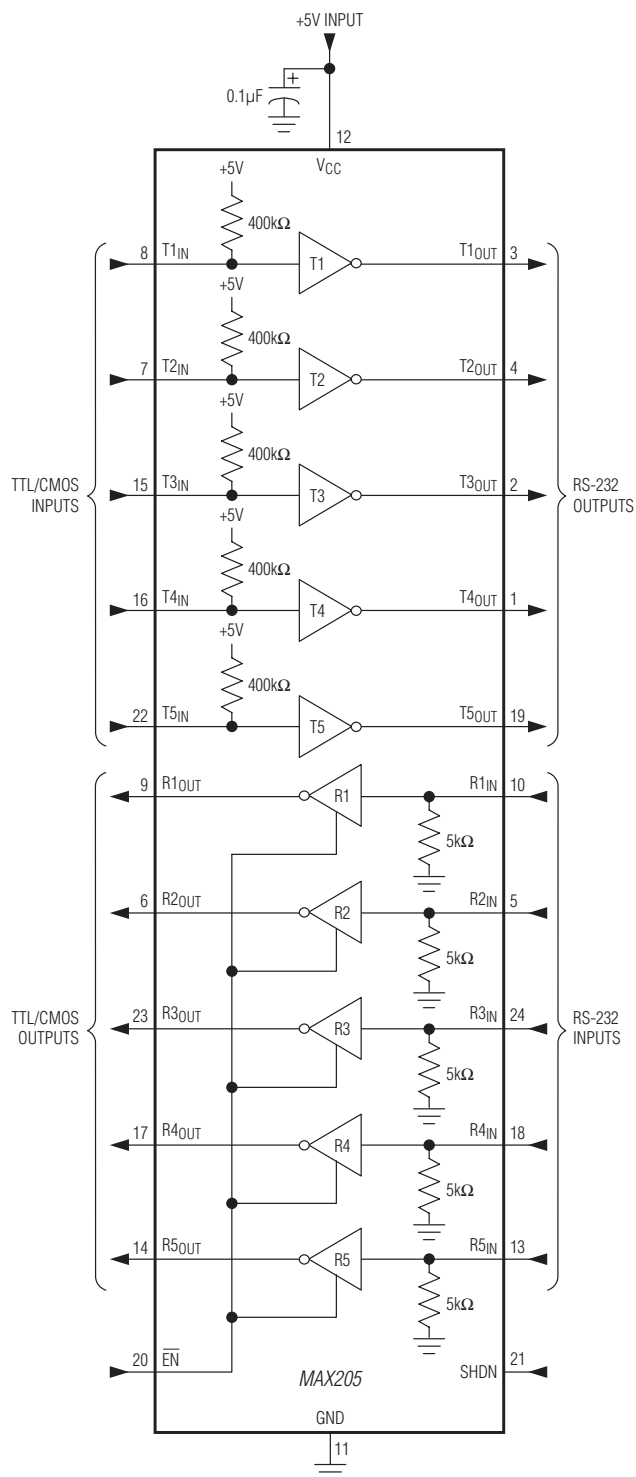 +5V INPUT
0.1µF
+
12
VCC
+5V
400kΩ
8
T1IN
T1
T1OUT
3
+5V
400kΩ
7
T2IN
T2
T2OUT
4
+5V
400kΩ
TTL/CMOS
INPUTS
15
T3IN
T3
T3OUT
2
RS-232
OUTPUTS
+5V
400kΩ
16
T4IN
T4
T4OUT
1
+5V
400kΩ
22
T5IN
T5
T5OUT
19
9
R1OUT
R1
R1IN
10
5kΩ
6
R2OUT
R2
R2IN
5
5kΩ
TTL/CMOS
OUTPUTS
23
R3OUT
R3
R3IN
24
RS-232
INPUTS
5kΩ
17
R4OUT
R4
R4IN
18
5kΩ
14
R5OUT
R5
R5IN
13
5kΩ
20
E̅N̅
MAX205
SHDN
21
GND
11